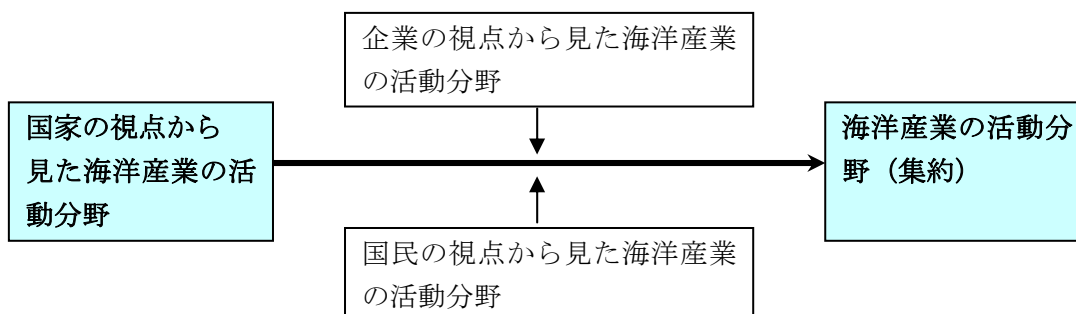 企業の視点から見た海洋産業
の活動分野
国家の視点から
見た海洋産業の活
動分野
海洋産業の活動分
野（集約）
国民の視点から見た海洋産業
の活動分野